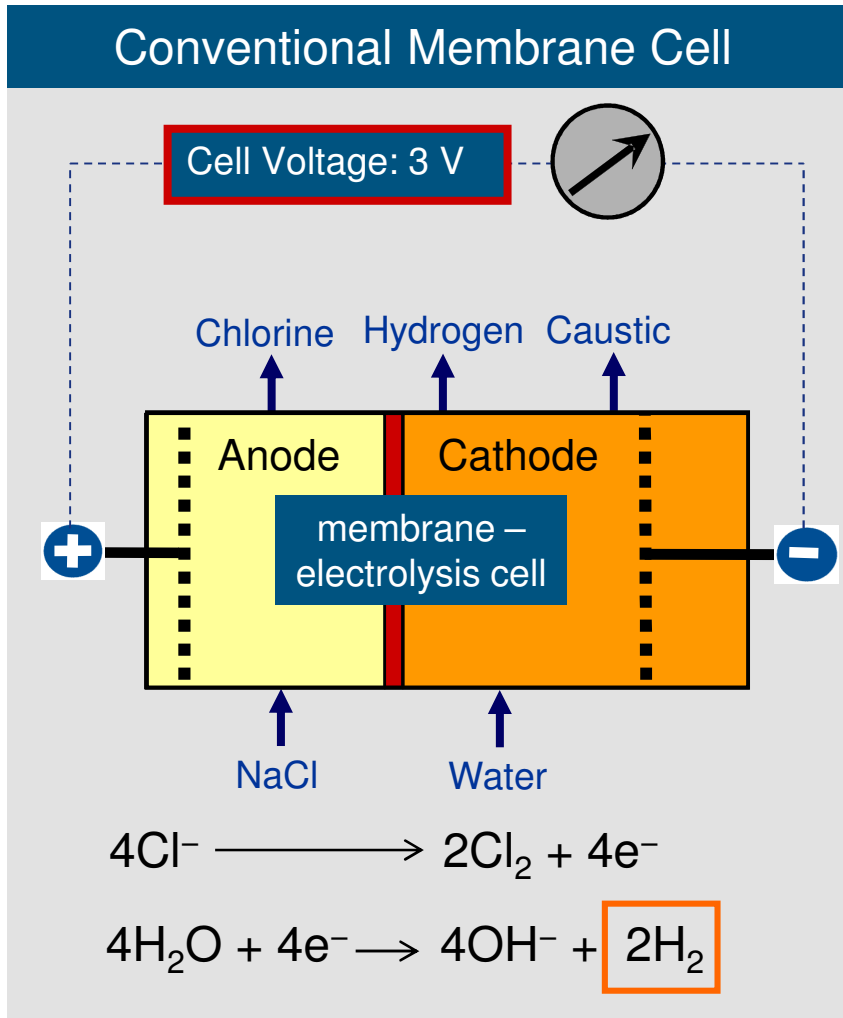 Conventional Membrane Cell
Cell Voltage: 3 V
Chlorine Hydrogen Caustic
Anode Cathode
membrane –
electrolysis cell
+ –
NaCl Water
4Cl⁻ ⟶ 2Cl₂ + 4e⁻
4H₂O + 4e⁻ ⟶ 4OH⁻ + 2H₂